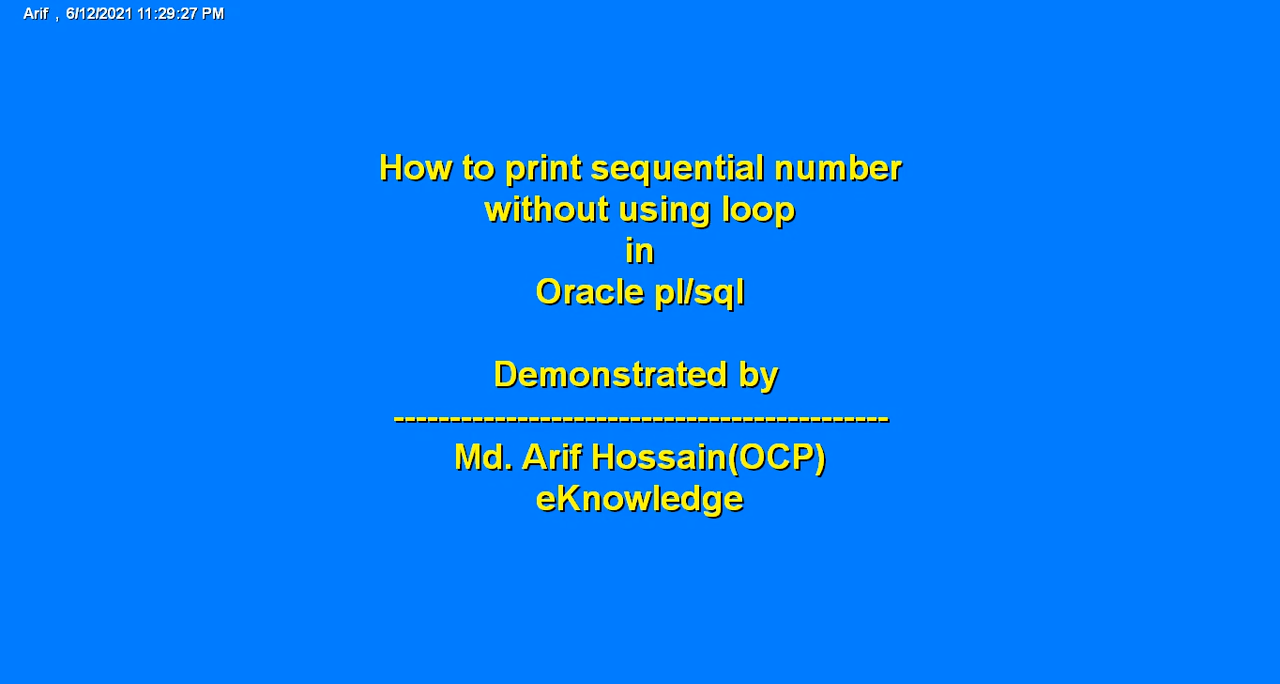 Arif , 6/12/2021 11:29:27 PM
How to print sequential number
without using loop
in
Oracle pl/sql
Demonstrated by
--------------------------------------------
Md. Arif Hossain(OCP)
eKnowledge